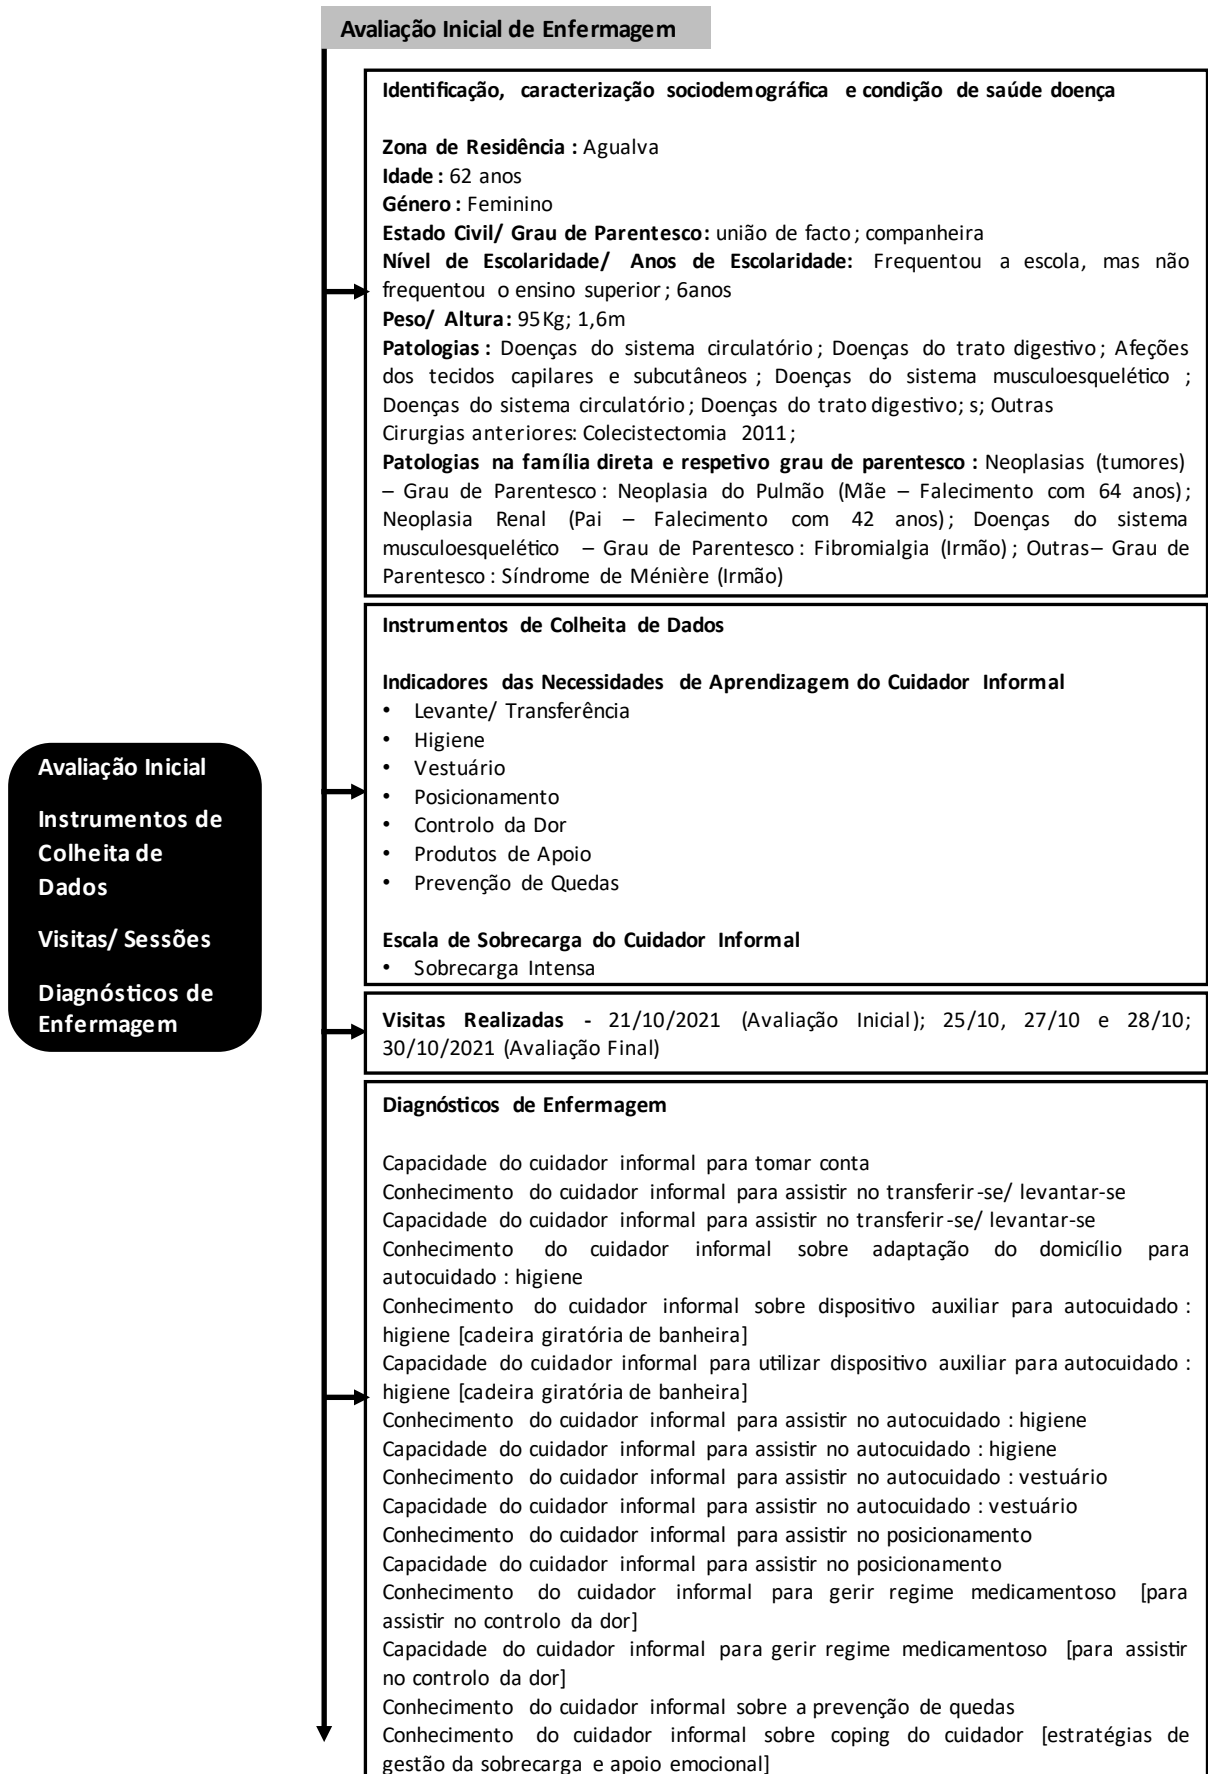 Avaliação Inicial de Enfermagem
Identificação, caracterização sociodemográfica e condição de saúde doença
Zona de Residência : Agualva
Idade : 62 anos
Género : Feminino
Estado Civil/ Grau de Parentesco: união de facto ; companheira
Nível de Escolaridade/ Anos de Escolaridade: Frequentou a escola, mas não
frequentou o ensino superior ; 6anos
Peso/ Altura: 95Kg; 1,6m
Patologias : Doenças do sistema circulatório ; Doenças do trato digestivo ; Afeções
dos tecidos capilares e subcutâneos ; Doenças do sistema musculoesquelético ;
Doenças do sistema circulatório ; Doenças do trato digestivo; s; Outras
Cirurgias anteriores: Colecistectomia 2011 ;
Patologias na família direta e respetivo grau de parentesco : Neoplasias (tumores)
– Grau de Parentesco : Neoplasia do Pulmão (Mãe – Falecimento com 64 anos) ;
Neoplasia Renal (Pai – Falecimento com 42 anos) ; Doenças do sistema
musculoesquelético – Grau de Parentesco : Fibromialgia (Irmão) ; Outras– Grau de
Parentesco : Síndrome de Ménière (Irmão)
Instrumentos de Colheita de Dados
Indicadores das Necessidades de Aprendizagem do Cuidador Informal
• Levante/ Transferência
• Higiene
• Vestuário
• Posicionamento
• Controlo da Dor
• Produtos de Apoio
• Prevenção de Quedas
Escala de Sobrecarga do Cuidador Informal
• Sobrecarga Intensa
Avaliação Inicial
Instrumentos de
Colheita de
Dados
Visitas/ Sessões
Diagnósticos de
Enfermagem
Visitas Realizadas - 21/10/2021 (Avaliação Inicial); 25/10, 27/10 e 28/10;
30/10/2021 (Avaliação Final)
Diagnósticos de Enfermagem
Capacidade do cuidador informal para tomar conta
Conhecimento do cuidador informal para assistir no transferir-se/ levantar-se
Capacidade do cuidador informal para assistir no transferir-se/ levantar-se
Conhecimento do cuidador informal sobre adaptação do domicílio para
autocuidado : higiene
Conhecimento do cuidador informal sobre dispositivo auxiliar para autocuidado :
higiene [cadeira giratória de banheira]
Capacidade do cuidador informal para utilizar dispositivo auxiliar para autocuidado :
higiene [cadeira giratória de banheira]
Conhecimento do cuidador informal para assistir no autocuidado : higiene
Capacidade do cuidador informal para assistir no autocuidado : higiene
Conhecimento do cuidador informal para assistir no autocuidado : vestuário
Capacidade do cuidador informal para assistir no autocuidado : vestuário
Conhecimento do cuidador informal para assistir no posicionamento
Capacidade do cuidador informal para assistir no posicionamento
Conhecimento do cuidador informal para gerir regime medicamentoso [para
assistir no controlo da dor]
Capacidade do cuidador informal para gerir regime medicamentoso [para assistir
no controlo da dor]
Conhecimento do cuidador informal sobre a prevenção de quedas
Conhecimento do cuidador informal sobre coping do cuidador [estratégias de
gestão da sobrecarga e apoio emocional]